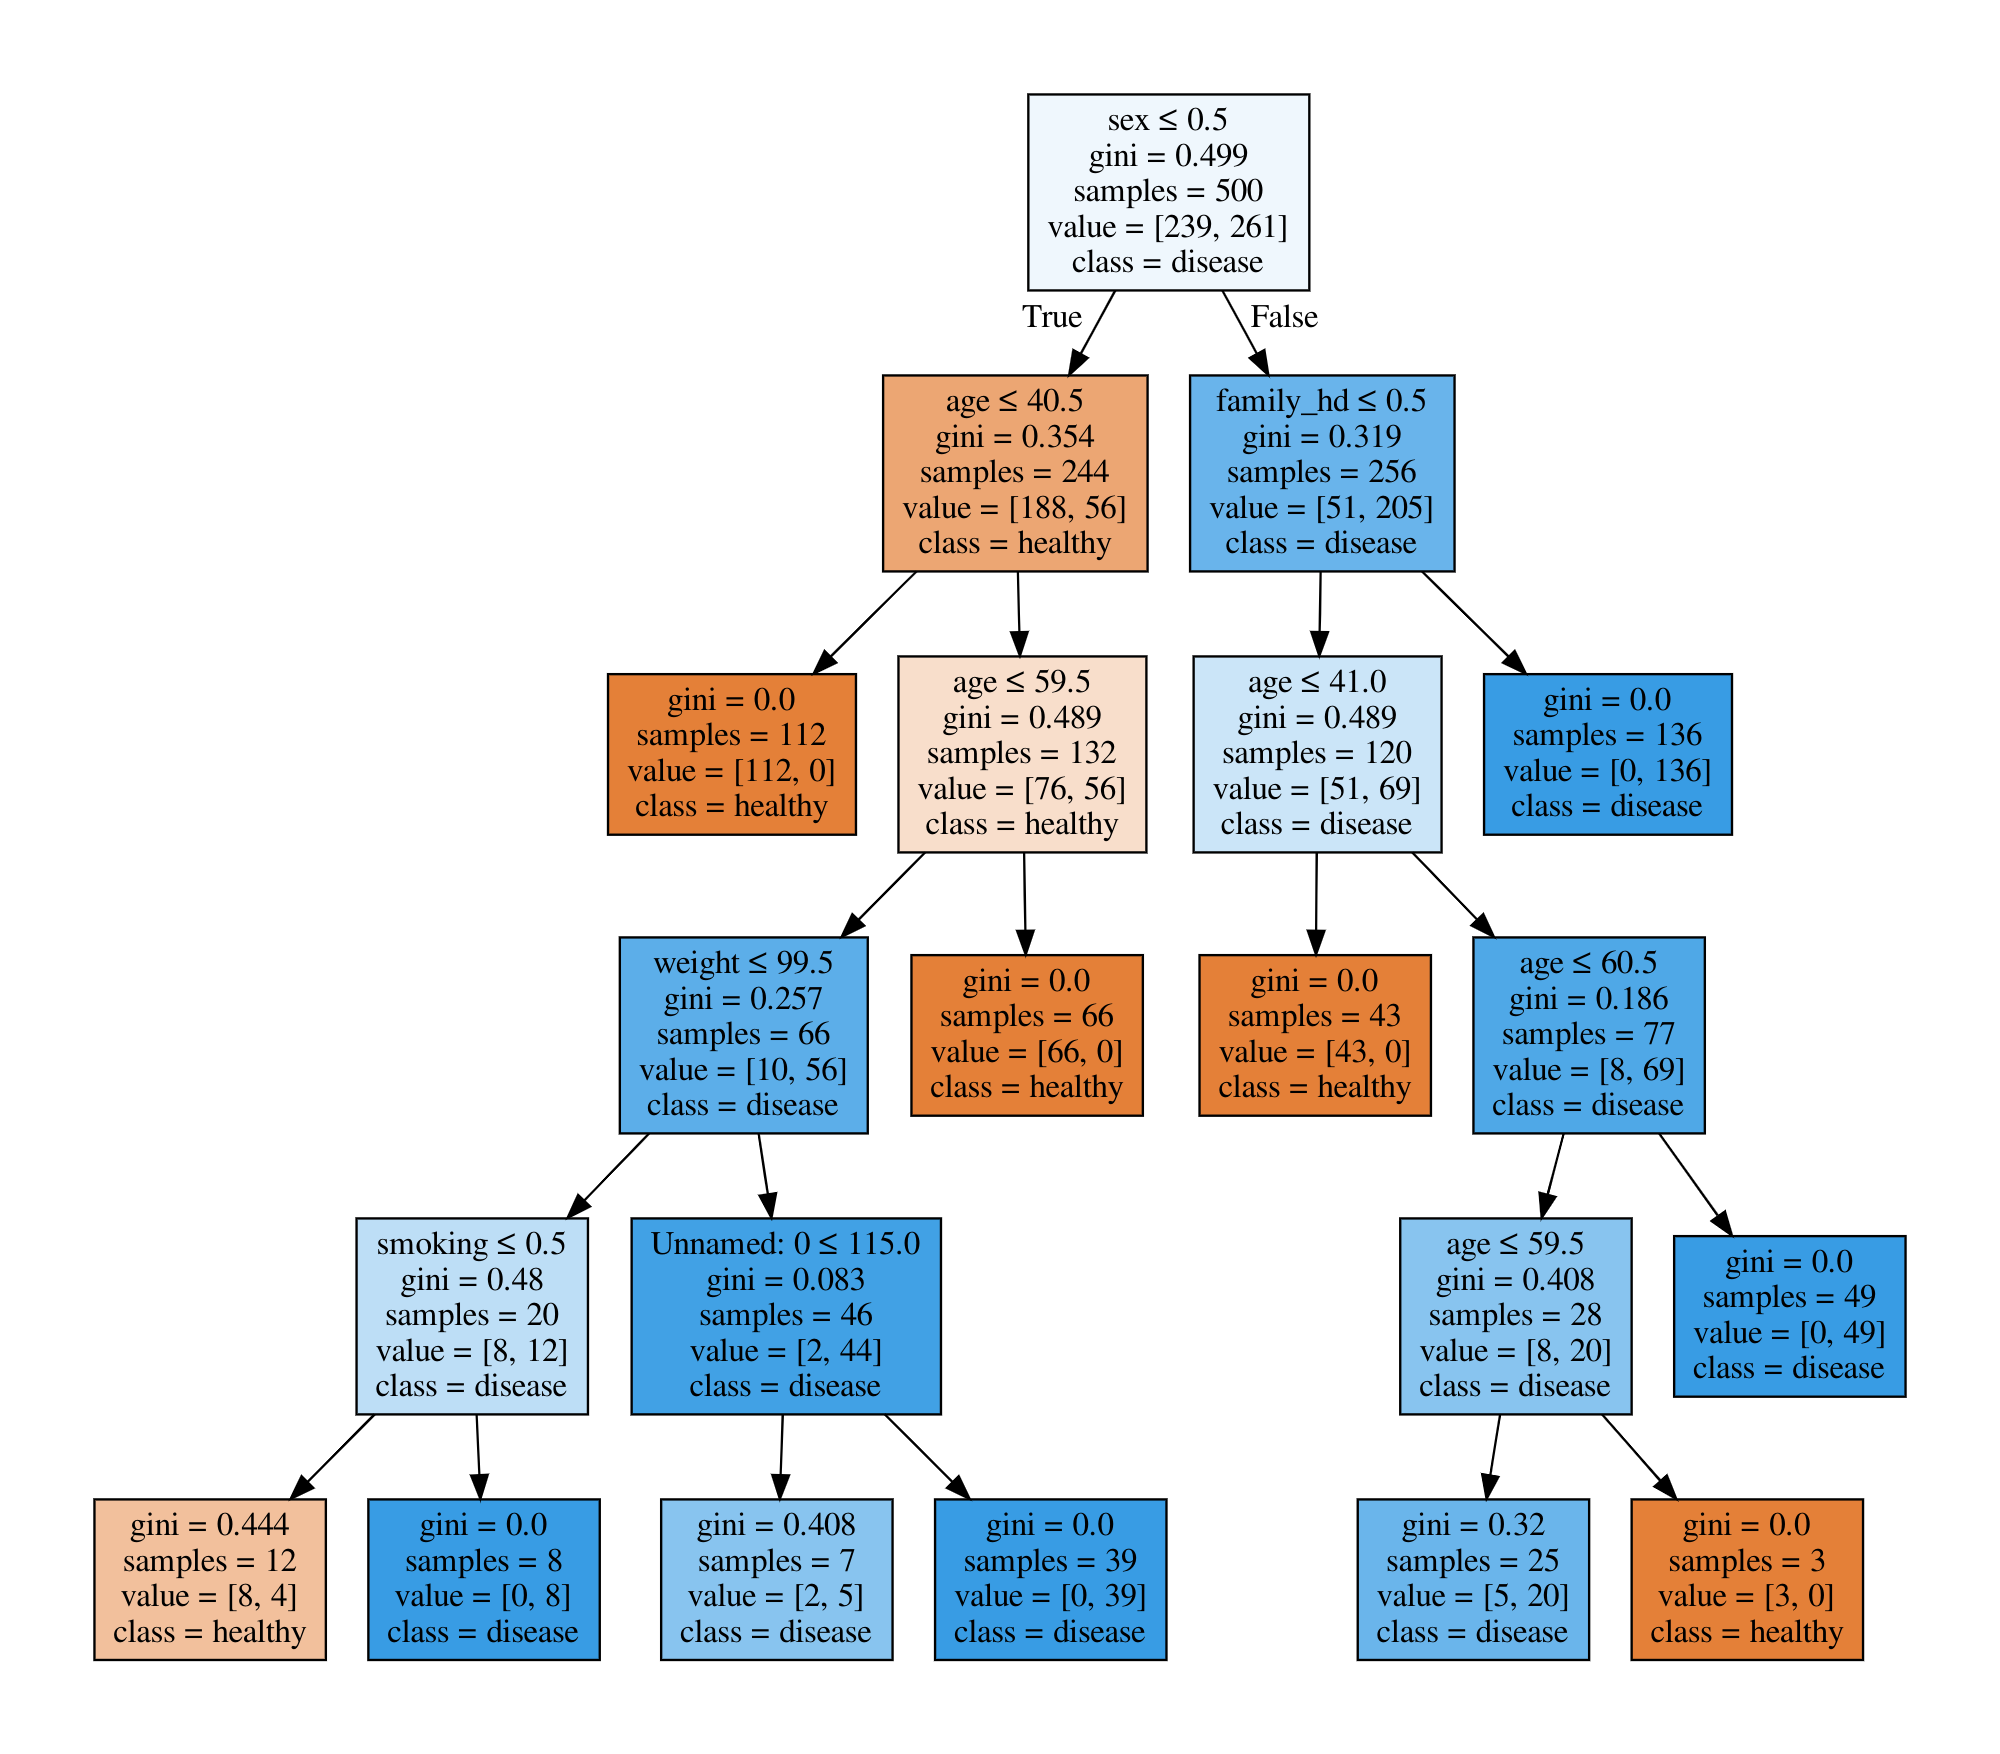 sex ≤ 0.5
gini = 0.499
samples = 500
value = [239, 261]
class = disease
True
False
age ≤ 40.5
gini = 0.354
samples = 244
value = [188, 56]
class = healthy
family_hd ≤ 0.5
gini = 0.319
samples = 256
value = [51, 205]
class = disease
gini = 0.0
samples = 112
value = [112, 0]
class = healthy
age ≤ 59.5
gini = 0.489
samples = 132
value = [76, 56]
class = healthy
age ≤ 41.0
gini = 0.489
samples = 120
value = [51, 69]
class = disease
gini = 0.0
samples = 136
value = [0, 136]
class = disease
weight ≤ 99.5
gini = 0.257
samples = 66
value = [10, 56]
class = disease
gini = 0.0
samples = 66
value = [66, 0]
class = healthy
gini = 0.0
samples = 43
value = [43, 0]
class = healthy
age ≤ 60.5
gini = 0.186
samples = 77
value = [8, 69]
class = disease
smoking ≤ 0.5
gini = 0.48
samples = 20
value = [8, 12]
class = disease
Unnamed: 0 ≤ 115.0
gini = 0.083
samples = 46
value = [2, 44]
class = disease
age ≤ 59.5
gini = 0.408
samples = 28
value = [8, 20]
class = disease
gini = 0.0
samples = 49
value = [0, 49]
class = disease
gini = 0.444
samples = 12
value = [8, 4]
class = healthy
gini = 0.0
samples = 8
value = [0, 8]
class = disease
gini = 0.408
samples = 7
value = [2, 5]
class = disease
gini = 0.0
samples = 39
value = [0, 39]
class = disease
gini = 0.32
samples = 25
value = [5, 20]
class = disease
gini = 0.0
samples = 3
value = [3, 0]
class = healthy